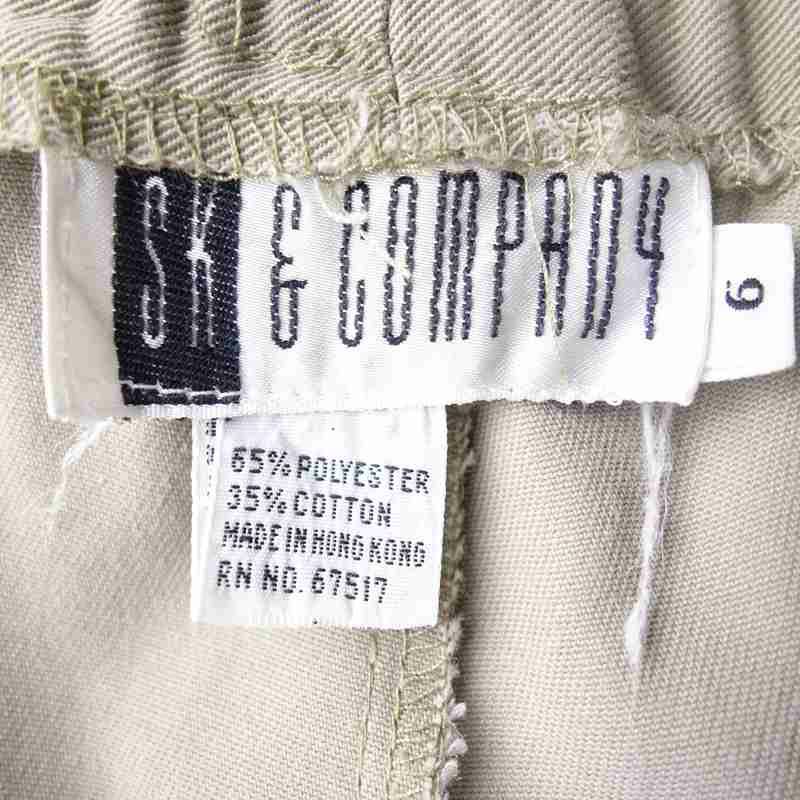 SK & COMPANY
6
65% POLYESTER
35% COTTON
MADE IN HONG KONG
RN NO. 67517